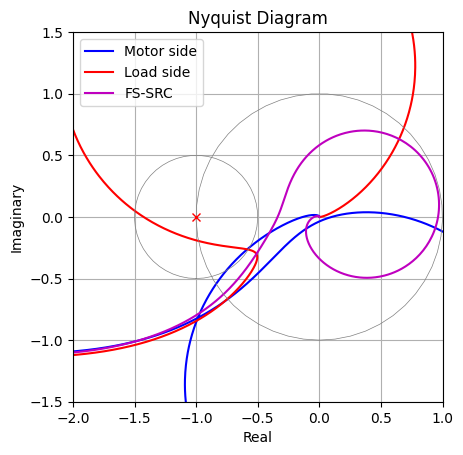 Nyquist Diagram
Motor side
Load side
FS-SRC
1.5
1.0
0.5
0.0
−0.5
−1.0
−1.5
Imaginary
−2.0 −1.5 −1.0 −0.5 0.0 0.5 1.0
Real